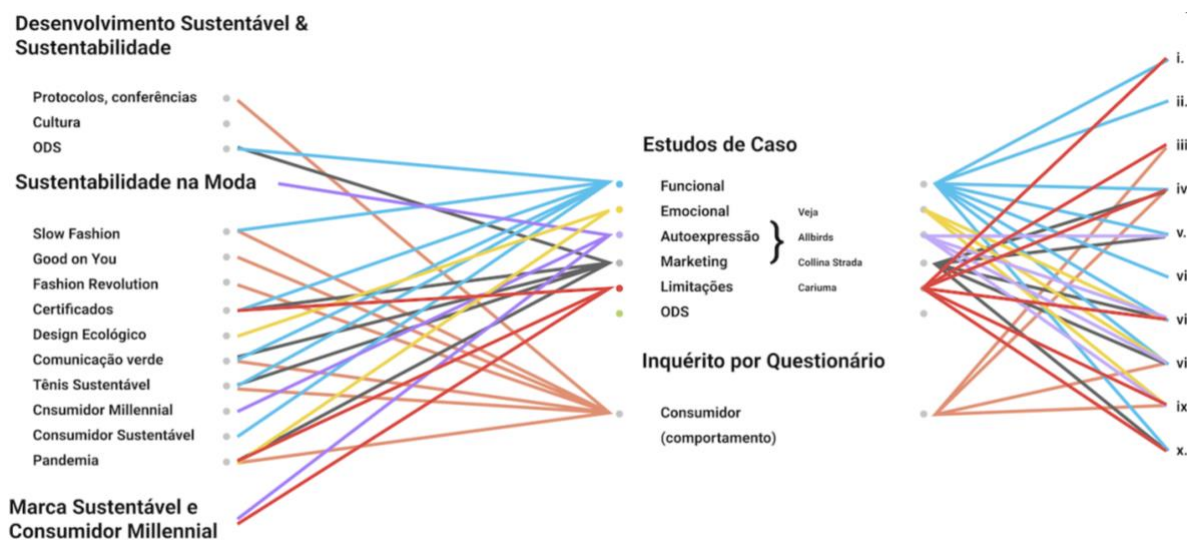 Desenvolvimento Sustentável &
Sustentabilidade
Protocolos, conferências
Cultura
ODS
Sustentabilidade na Moda
Slow Fashion
Good on You
Fashion Revolution
Certificados
Design Ecológico
Comunicação verde
Tênis Sustentável
Cnsumidor Millennial
Consumidor Sustentável
Pandemia
Marca Sustentável e
Consumidor Millennial
Estudos de Caso
Funcional
Emocional
Autoexpressão
Marketing
Limitações
ODS
}
Veja
Allbirds
Collina Strada
Cariuma
Inquérito por Questionário
Consumidor
(comportamento)
i.
ii.
iii
iv
v.
vi
vi
vi
ix
x.